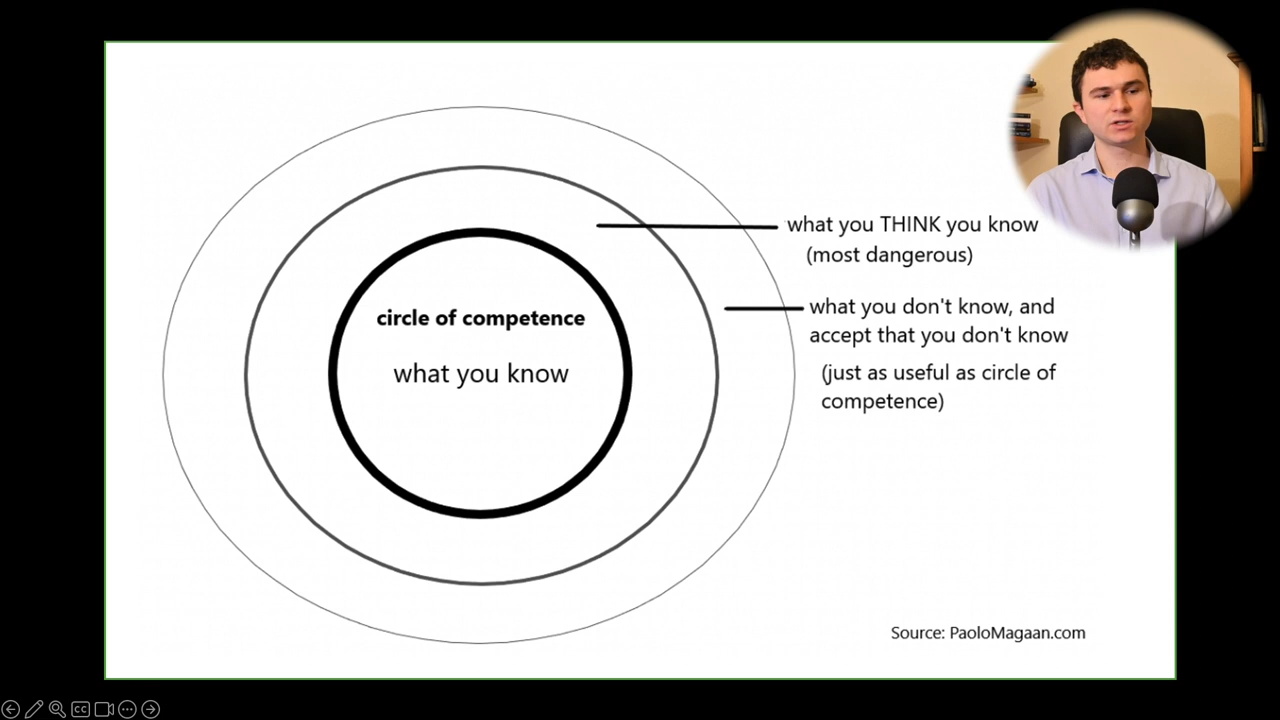 what you THINK you know
(most dangerous)
circle of competence
what you know
what you don't know, and
accept that you don't know
(just as useful as circle of
competence)
Source: PaoloMagaan.com
CC